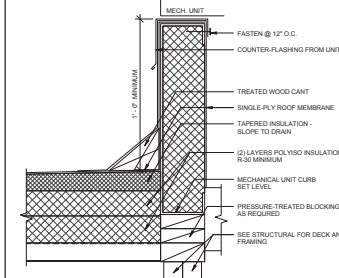 MECH. UNIT
1' - 0" MINIMUM
FASTEN @ 12" O.C.
COUNTER-FLASHING FROM UNIT
TREATED WOOD CANT
SINGLE-PLY ROOF MEMBRANE
TAPERED INSULATION -
SLOPE TO DRAIN
(2) LAYERS POLYISO INSULATION
R-30 MINIMUM
MECHANICAL UNIT CURB
SET LEVEL
PRESSURE-TREATED BLOCKING
AS REQUIRED
SEE STRUCTURAL FOR DECK AN
FRAMING